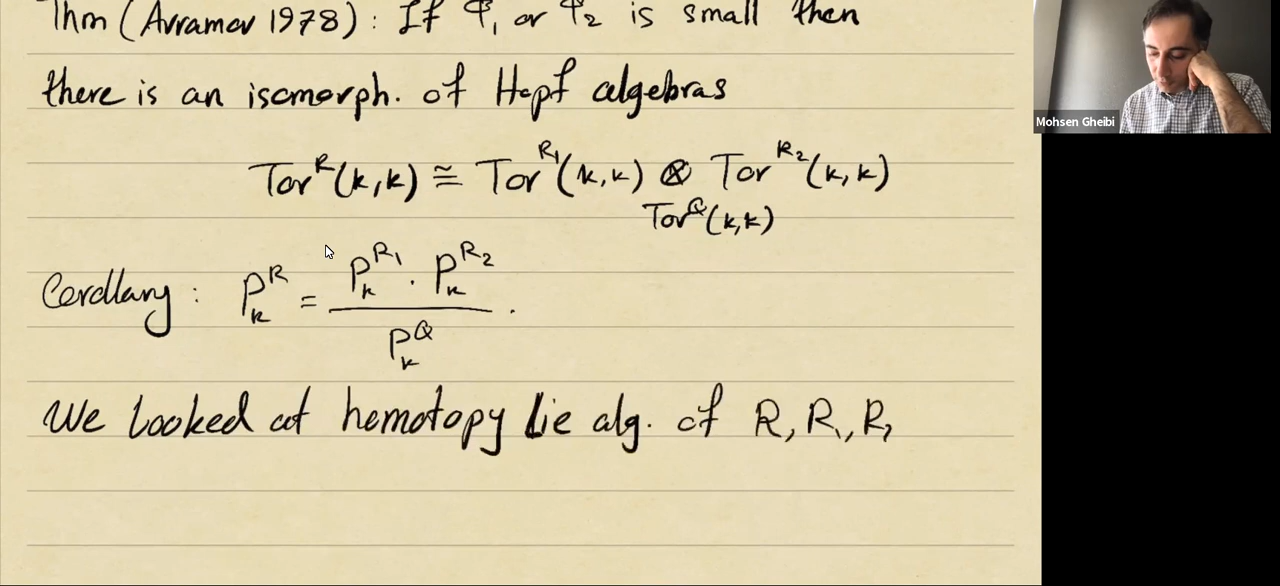 Thm (Avramov 1978): If φ₁ or φ₂ is small then
there is an isomorph. of Hopf algebras
Tor^R(k,k) ≅ Tor^{R₁}(k,k) ⊗ Tor^{R₂}(k,k)
Tor^Q(k,k)
Corollary: P_k^R = P_k^{R₁} · P_k^{R₂} / P_k^Q .
We looked at homotopy Lie alg. of R, R₁, R₂
Mohsen Gheibi